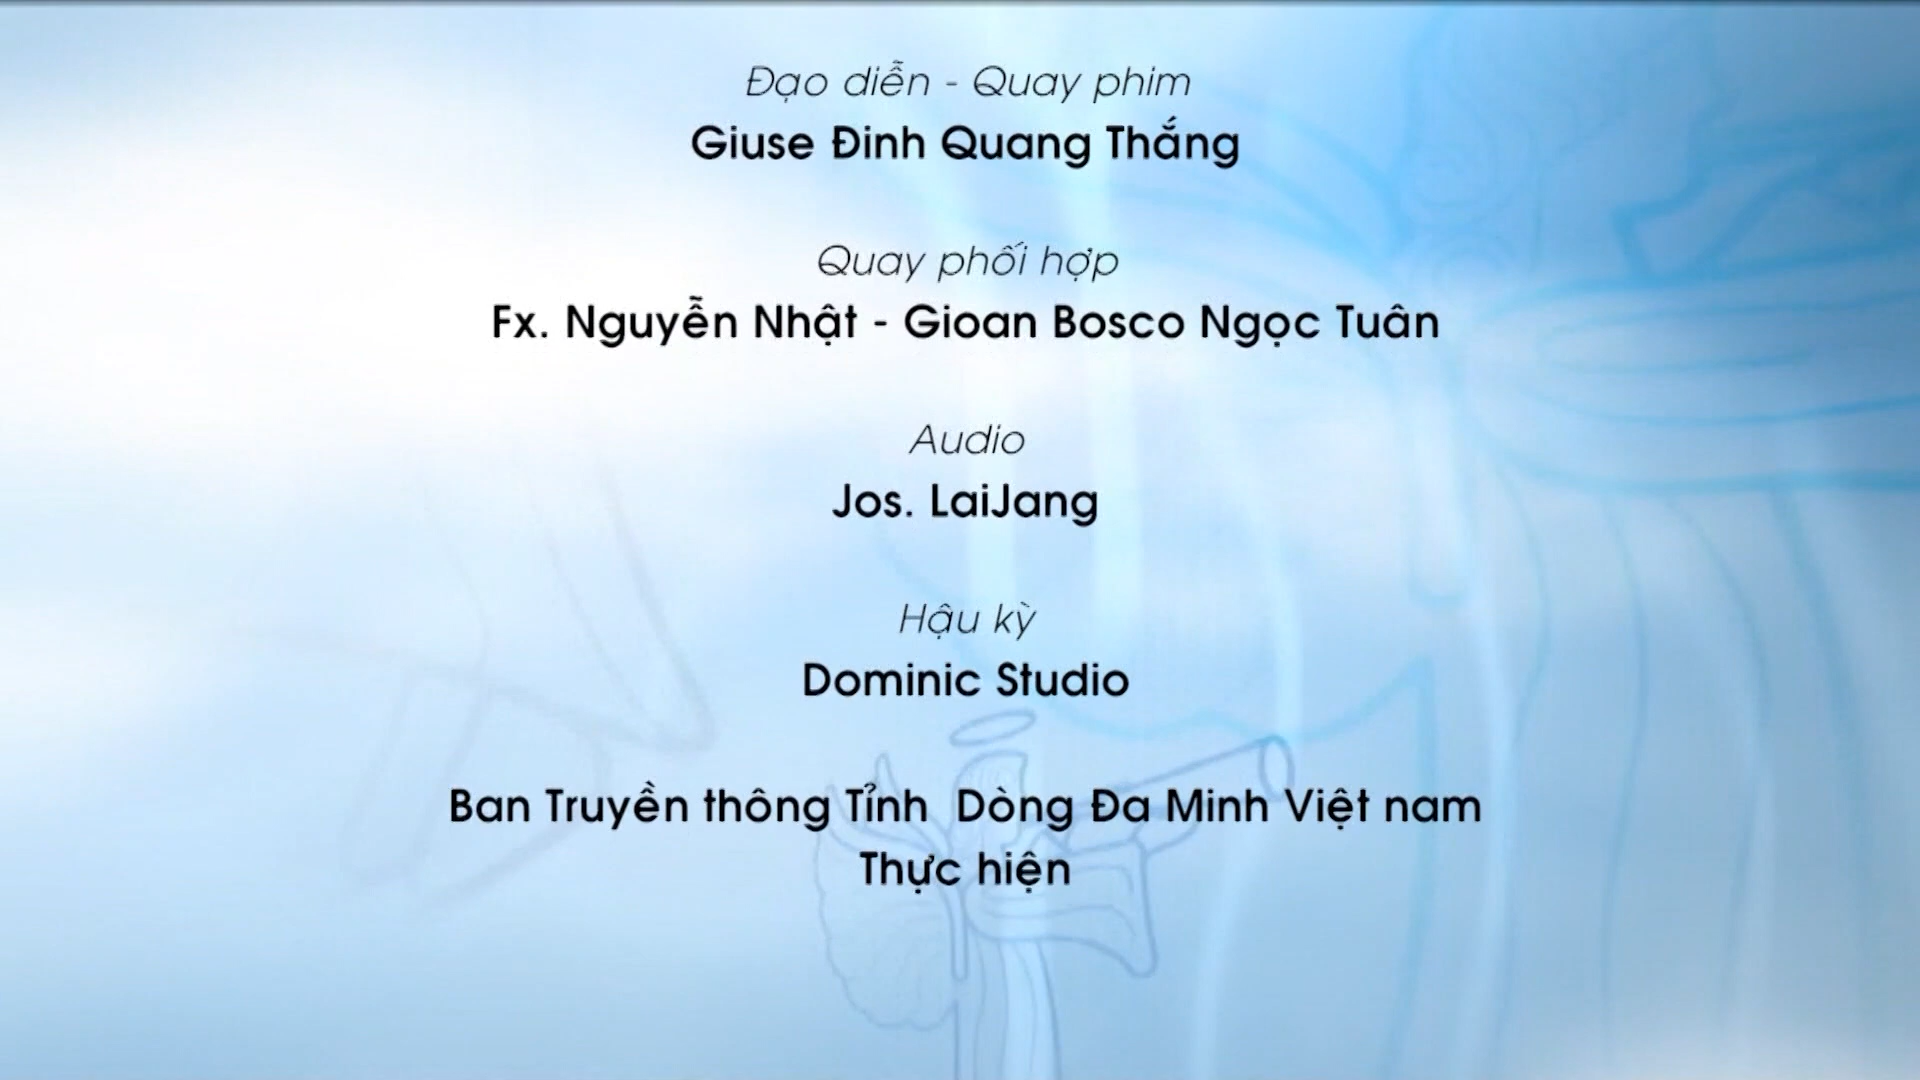 Đạo diễn - Quay phim
Giuse Đinh Quang Thắng
Quay phối hợp
Fx. Nguyễn Nhật - Gioan Bosco Ngọc Tuân
Audio
Jos. LaiJang
Hậu kỳ
Dominic Studio
Ban Truyền thông Tỉnh  Dòng Đa Minh Việt nam
Thực hiện